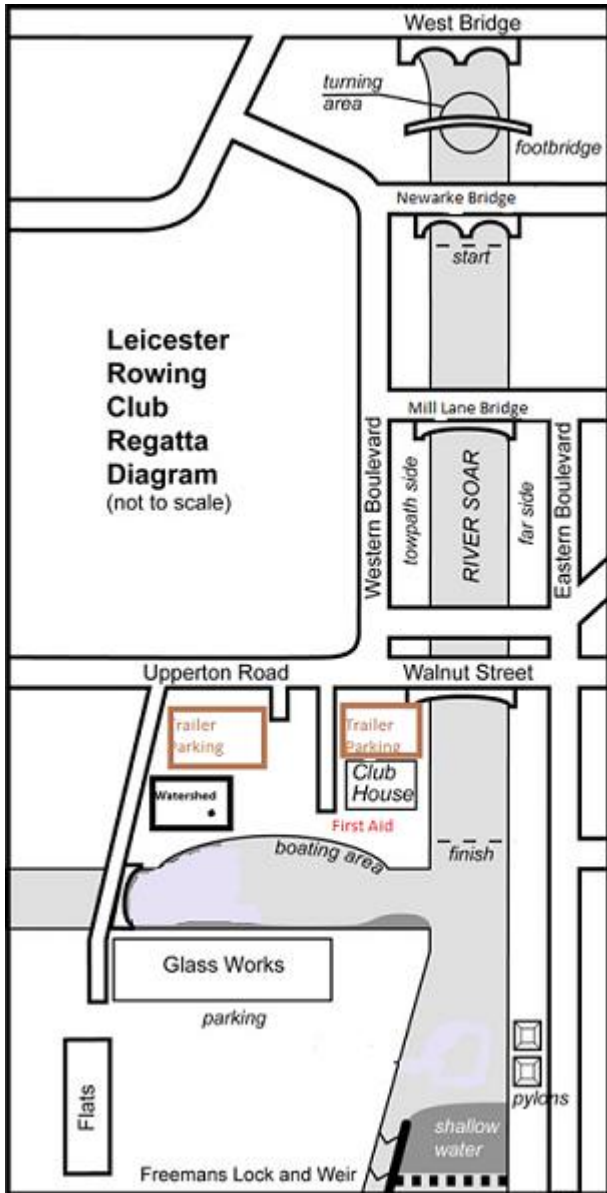 West Bridge
turning
area
footbridge
Newarke Bridge
start
Leicester
Rowing
Club
Regatta
Diagram
(not to scale)
Mill Lane Bridge
Western Boulevard
towpath side
RIVER SOAR
far side
Eastern Boulevard
Upperton Road
Walnut Street
Trailer
Parking
Trailer
Parking
Club
House
Watershed
First Aid
boating area
finish
Glass Works
parking
Flats
pylons
shallow
water
Freemans Lock and Weir